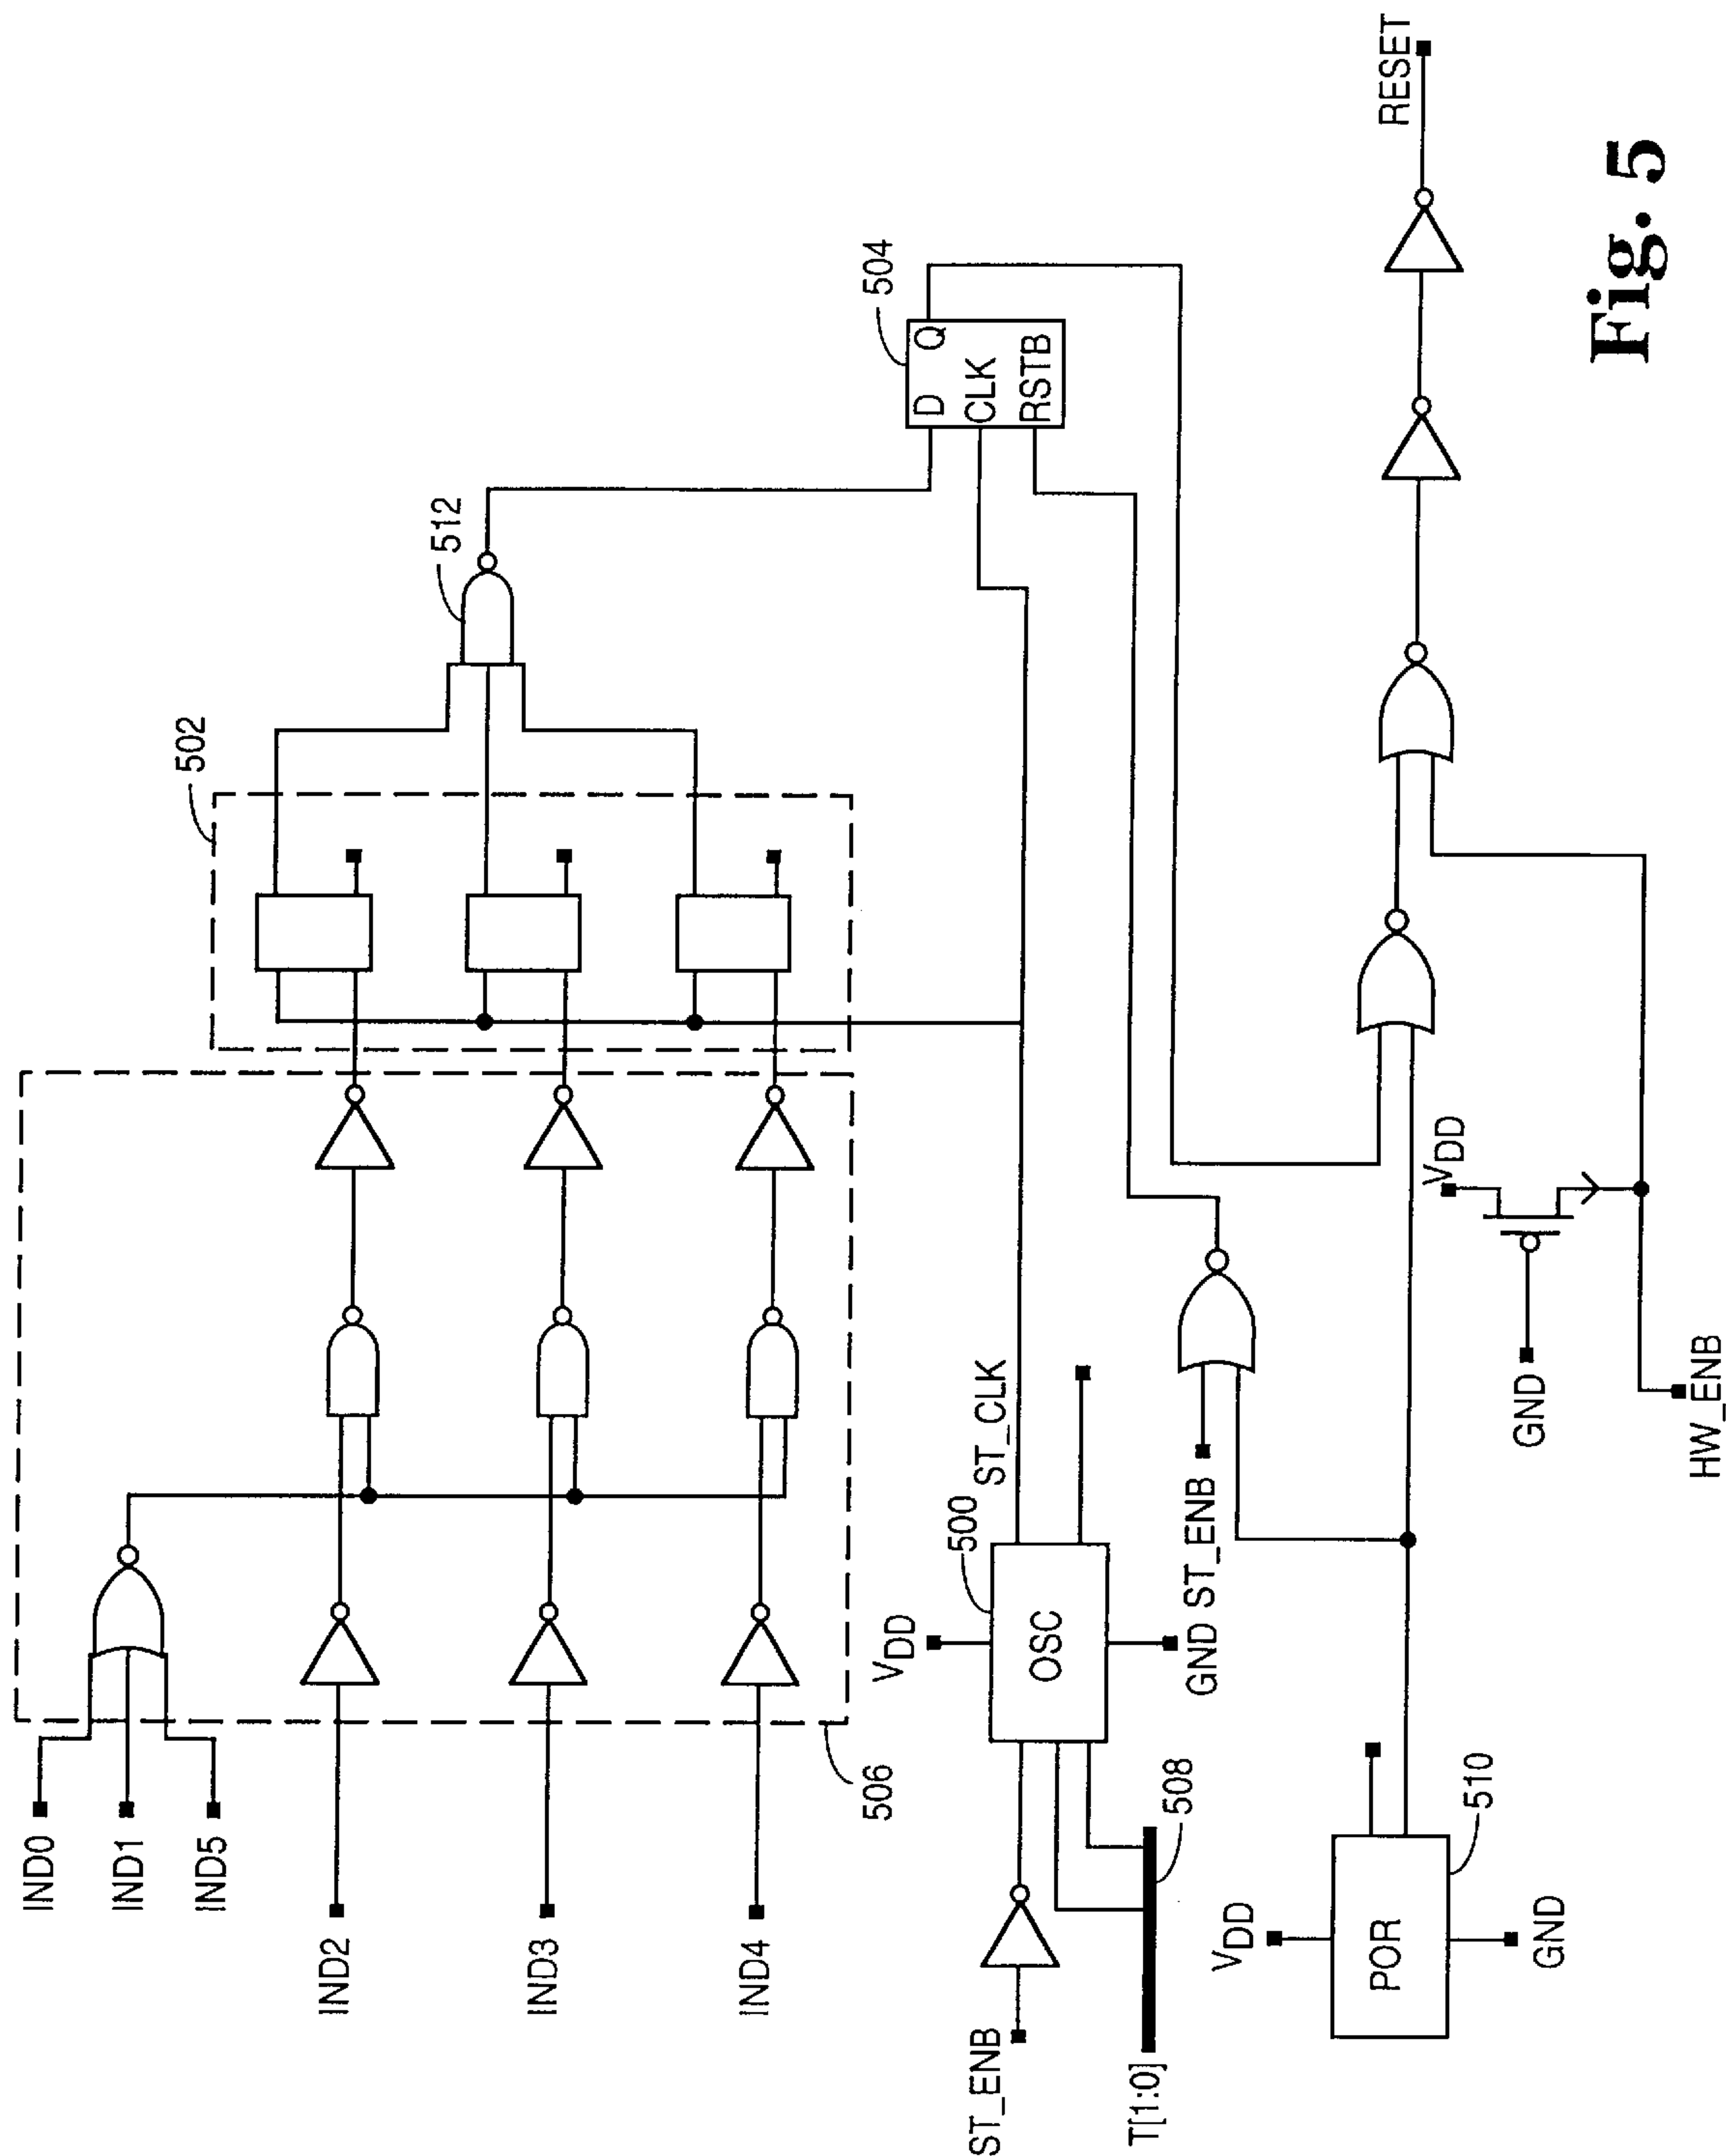 IND0
IND1
IND5
IND2
IND3
IND4
506
502
512
504
D
Q
CLK
RSTB
ST_ENB
T[1:0]
508
VDD
OSC
500
GND
ST_CLK
ST_ENB
VDD
POR
GND
510
GND
VDD
HW_ENB
RESET
Fig. 5